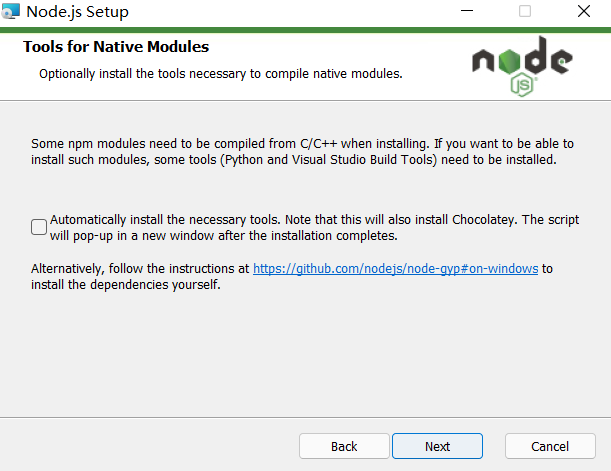 Node.js Setup
Tools for Native Modules
Optionally install the tools necessary to compile native modules.
node
JS
Some npm modules need to be compiled from C/C++ when installing. If you want to be able to
install such modules, some tools (Python and Visual Studio Build Tools) need to be installed.
Automatically install the necessary tools. Note that this will also install Chocolatey. The script
will pop-up in a new window after the installation completes.
Alternatively, follow the instructions at https://github.com/nodejs/node-gyp#on-windows to
install the dependencies yourself.
Back Next Cancel